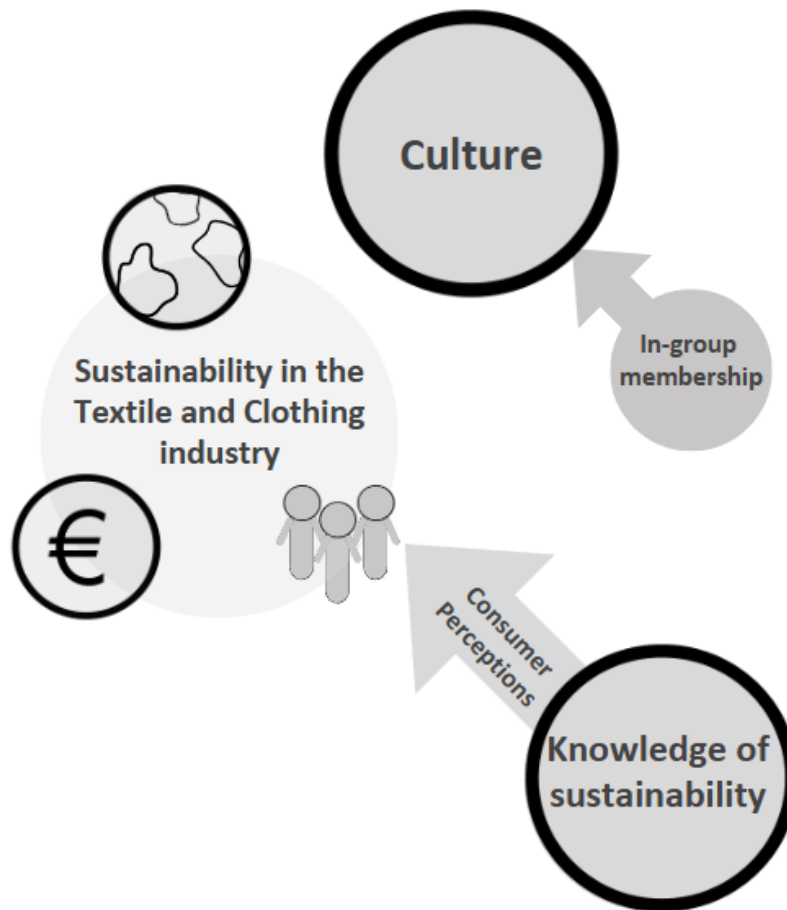 Culture
In-group
membership
Sustainability in the
Textile and Clothing
industry
€
Consumer
Perceptions
Knowledge of
sustainability